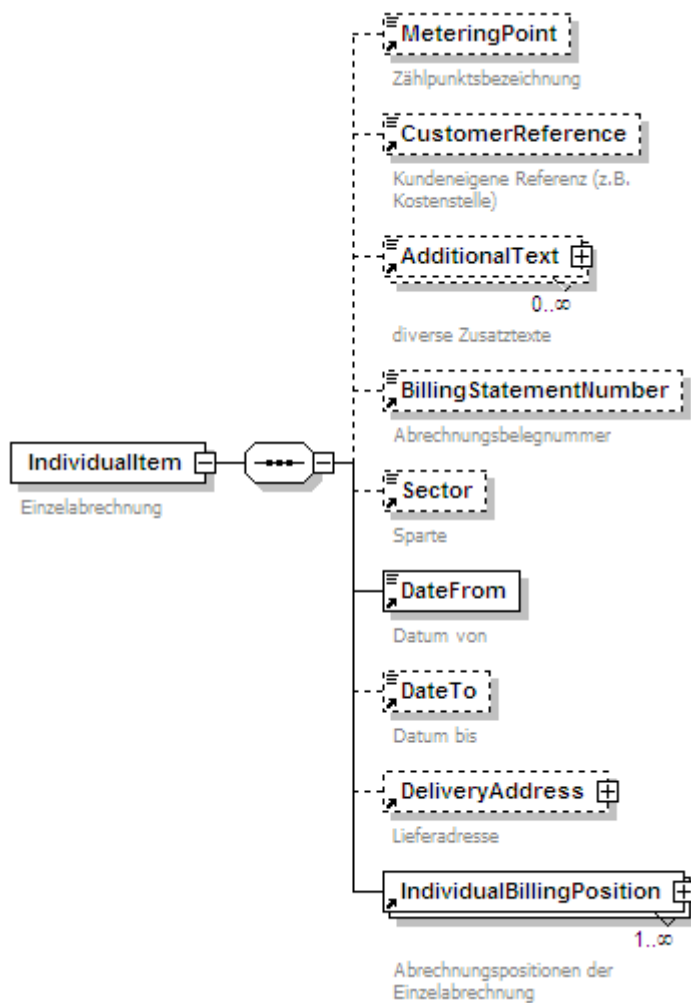 MeteringPoint
Zählpunktsbezeichnung
CustomerReference
Kundeneigene Referenz (z.B.
Kostenstelle)
AdditionalText
0..∞
diverse Zusatztexte
BillingStatementNumber
Abrechnungsbelegnummer
IndividualItem
Einzelabrechnung
Sector
Sparte
DateFrom
Datum von
DateTo
Datum bis
DeliveryAddress
Lieferadresse
IndividualBillingPosition
1..∞
Abrechnungspositionen der
Einzelabrechnung